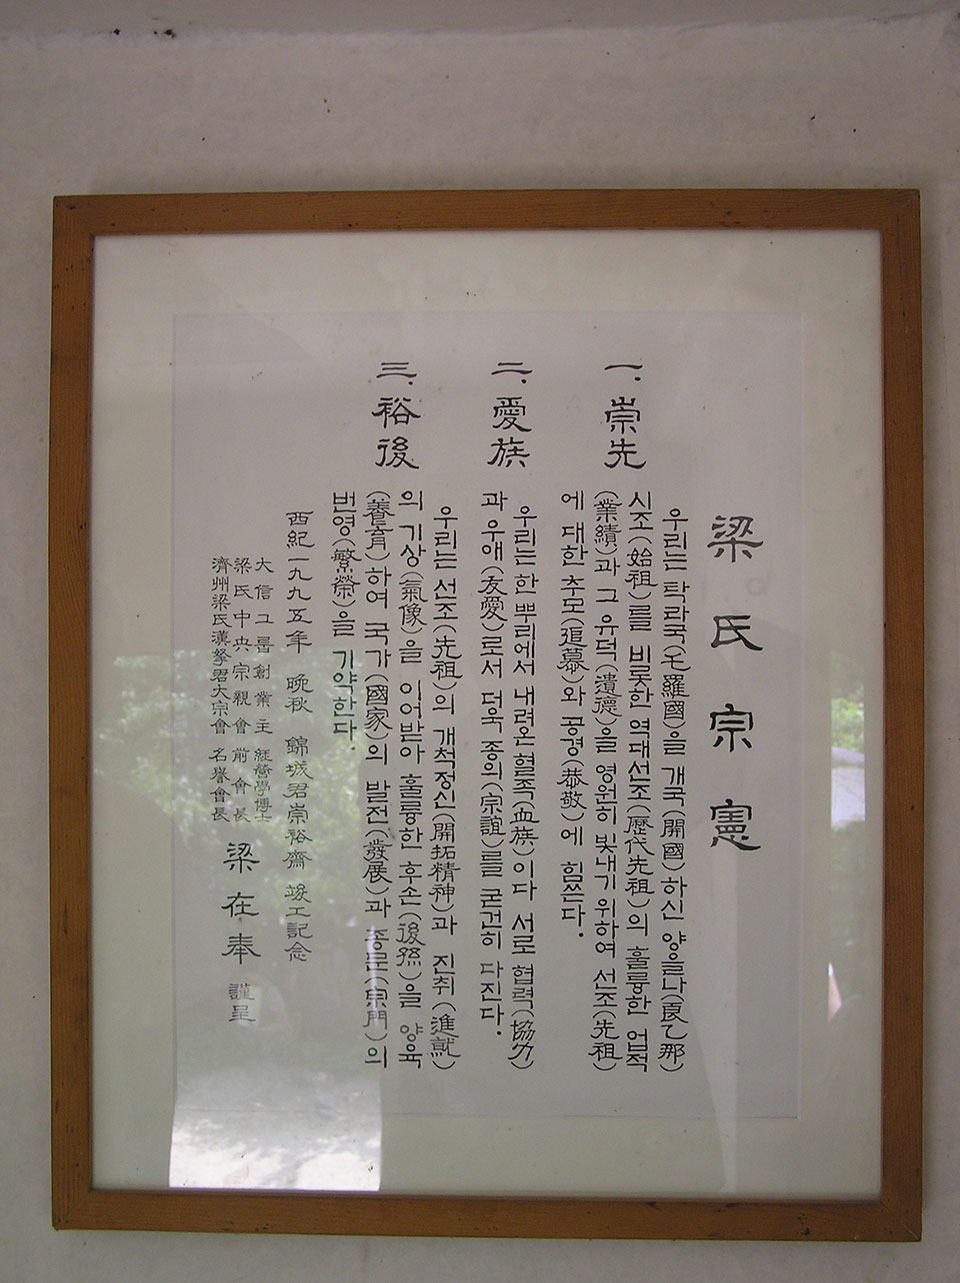 梁氏宗憲
一. 崇先
우리는 탁라국(乇羅國)을 개국(開國)하신 양을나(良乙那)
시조(始祖)를 비롯한 역대선조(歷代先祖)의 훌륭한 업적
(業績)과 그 유덕(遺德)을 영원히 빛내기 위하여 선조(先祖)
에 대한 추모(追慕)와 공경(恭敬)에 힘쓴다.
二. 愛族
우리는 한 뿌리에서 내려온 혈족(血族)이다 서로 협력(協力)
과 우애(友愛)로서 더욱 종의(宗誼)를 굳건히 다진다.
三. 裕後
우리는 선조(先祖)의 개척정신(開拓精神)과 진취(進就)
의 기상(氣像)을 이어받아 훌륭한 후손(後孫)을 양육
(養育)하여 국가(國家)의 발전(發展)과 종문(宗門)의
번영(繁榮)을 기약한다.
西紀一九九五年 晩秋 錦城君崇裕齋 竣工記念
大信그룹創業主 經營學博士
梁氏中央宗親會 前會長
濟州梁氏漢拏君大宗會 名譽會長
梁在奉 謹呈